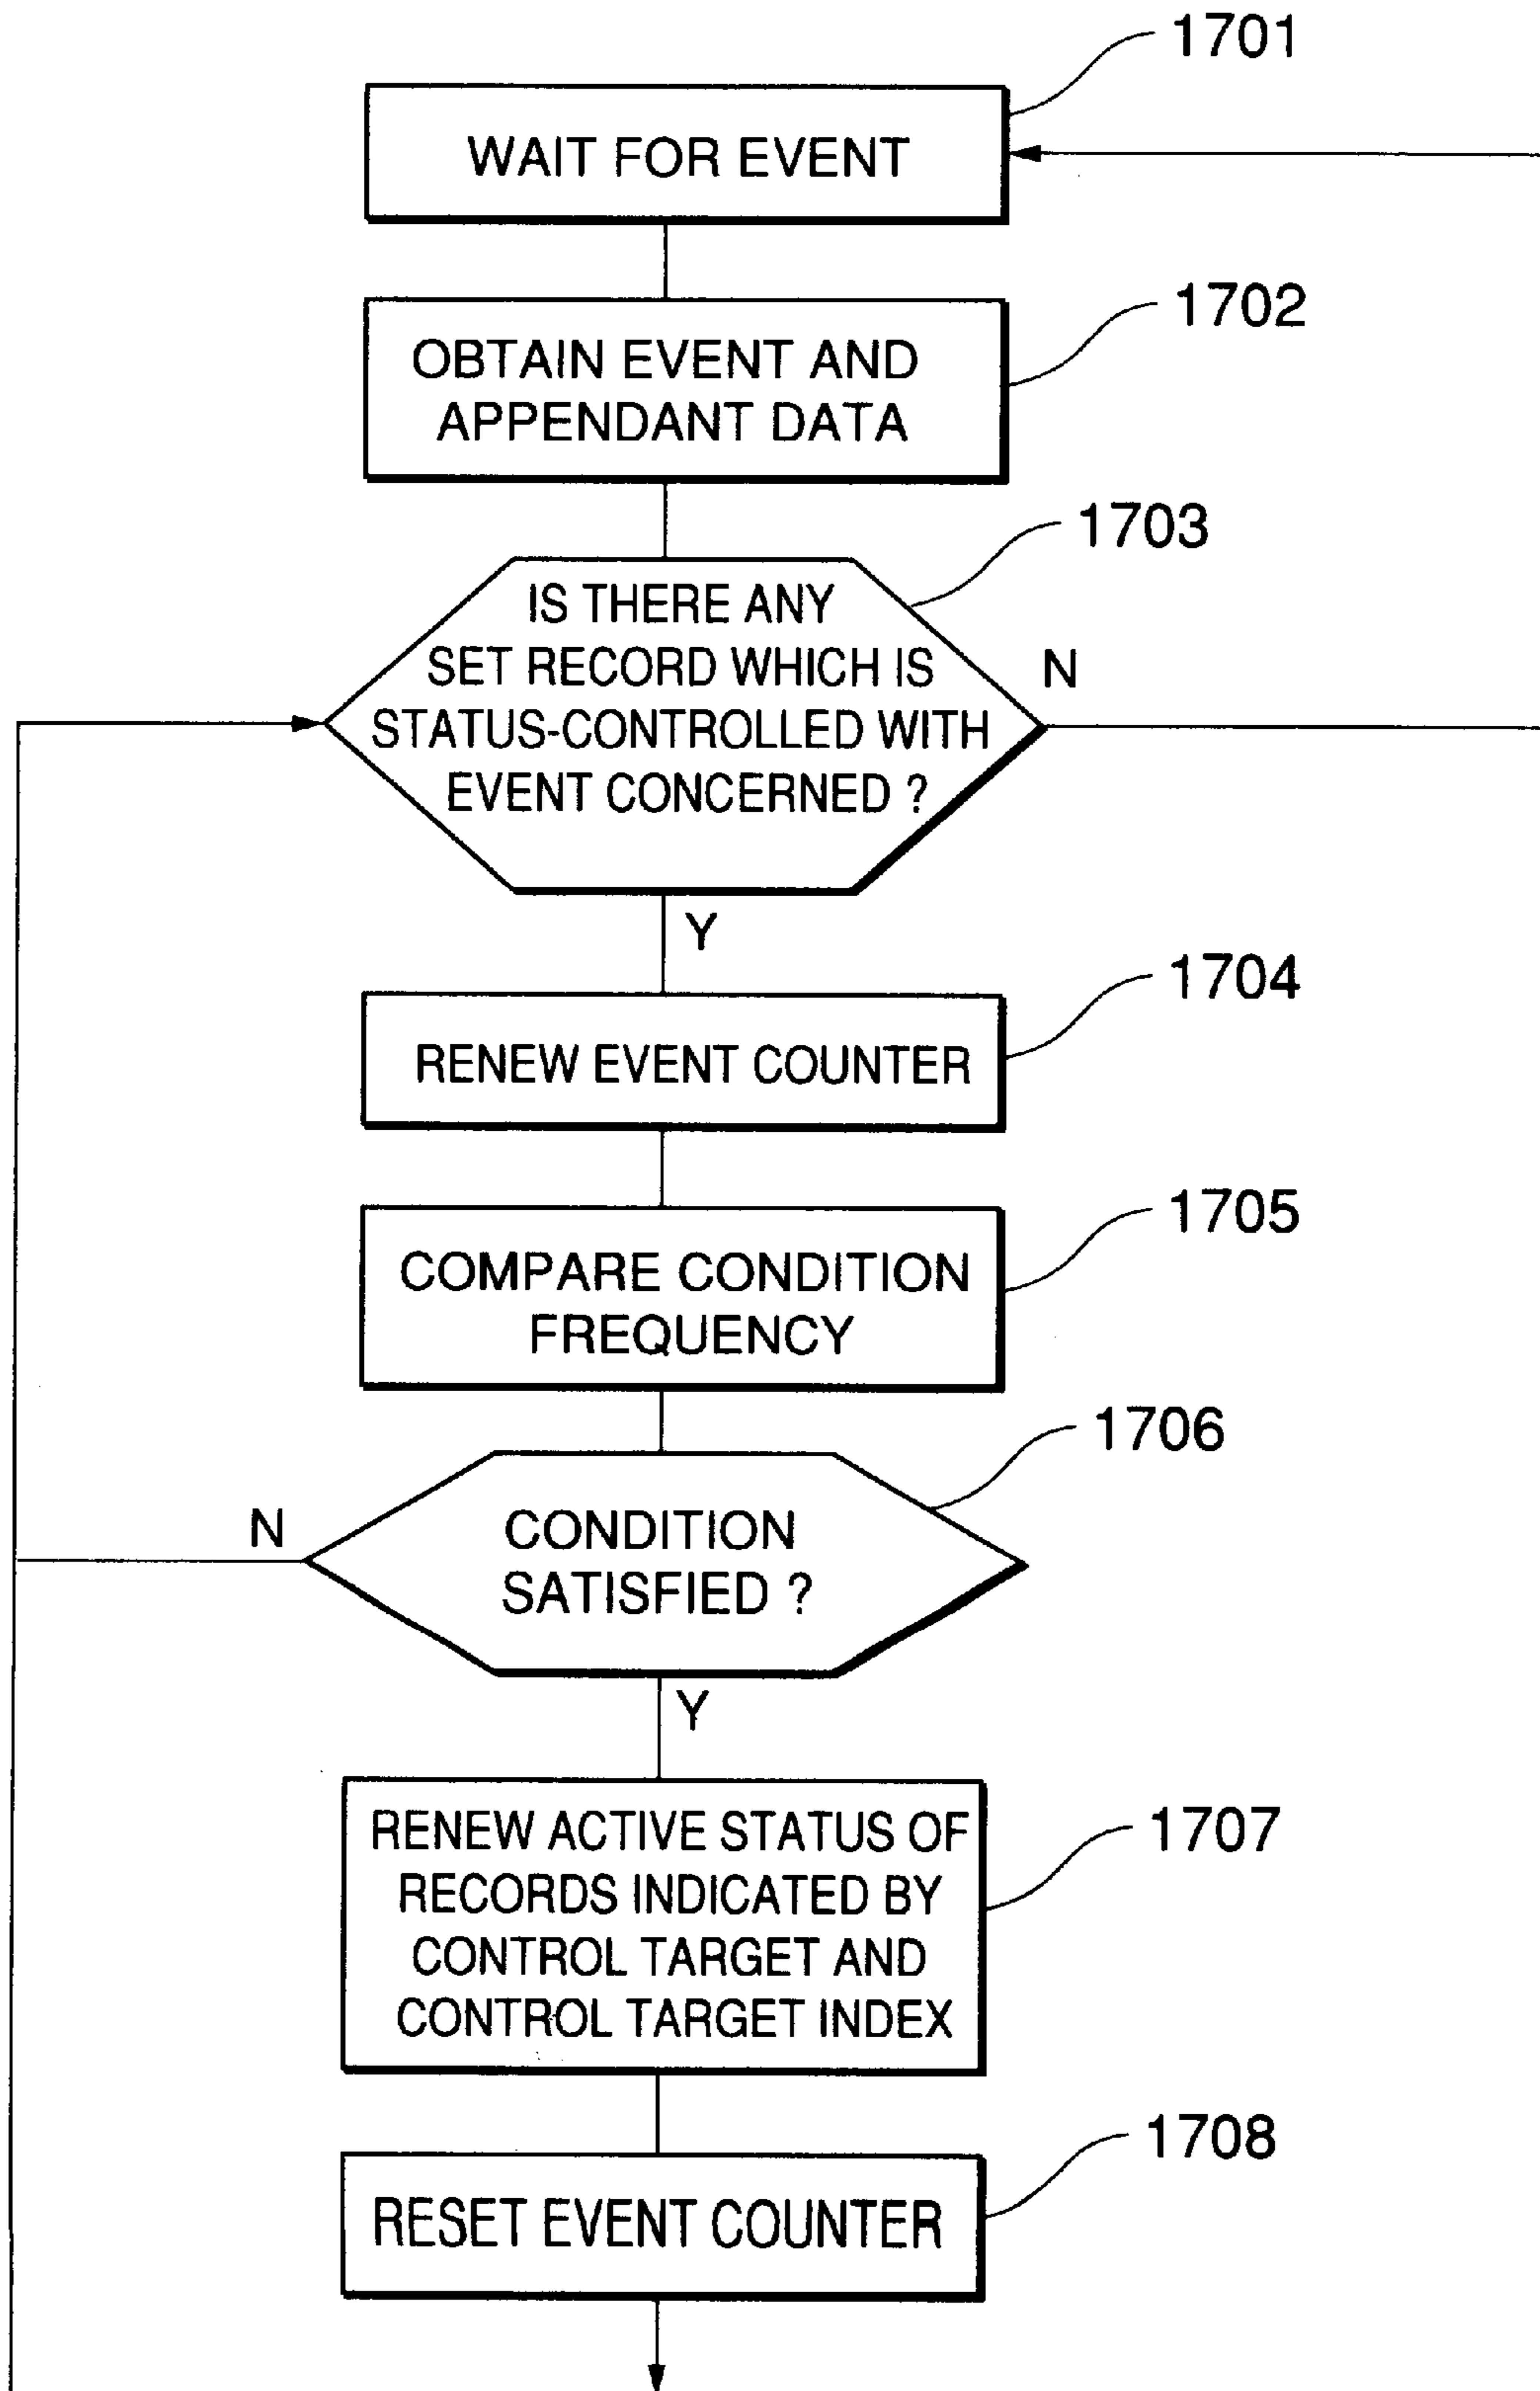 1701
WAIT FOR EVENT
1702
OBTAIN EVENT AND
APPENDANT DATA
1703
IS THERE ANY
SET RECORD WHICH IS
STATUS-CONTROLLED WITH
EVENT CONCERNED ?
N
Y
1704
RENEW EVENT COUNTER
1705
COMPARE CONDITION
FREQUENCY
1706
N
CONDITION
SATISFIED ?
Y
1707
RENEW ACTIVE STATUS OF
RECORDS INDICATED BY
CONTROL TARGET AND
CONTROL TARGET INDEX
1708
RESET EVENT COUNTER